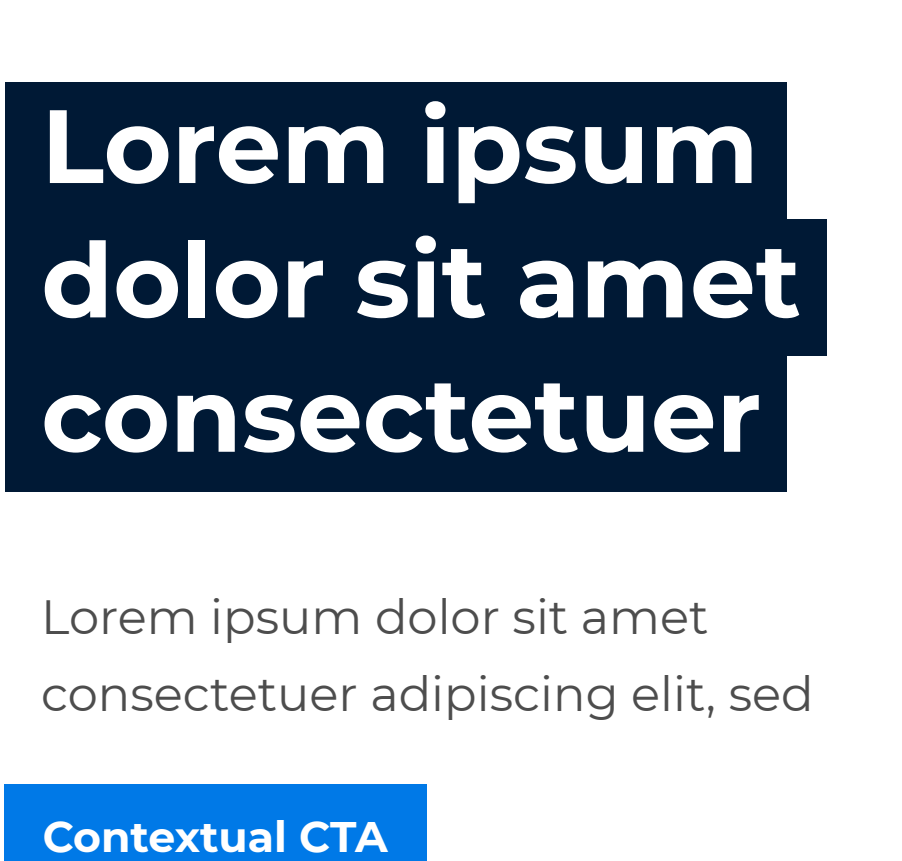 Lorem ipsum
dolor sit amet
consectetuer
Lorem ipsum dolor sit amet
consectetuer adipiscing elit, sed
Contextual CTA